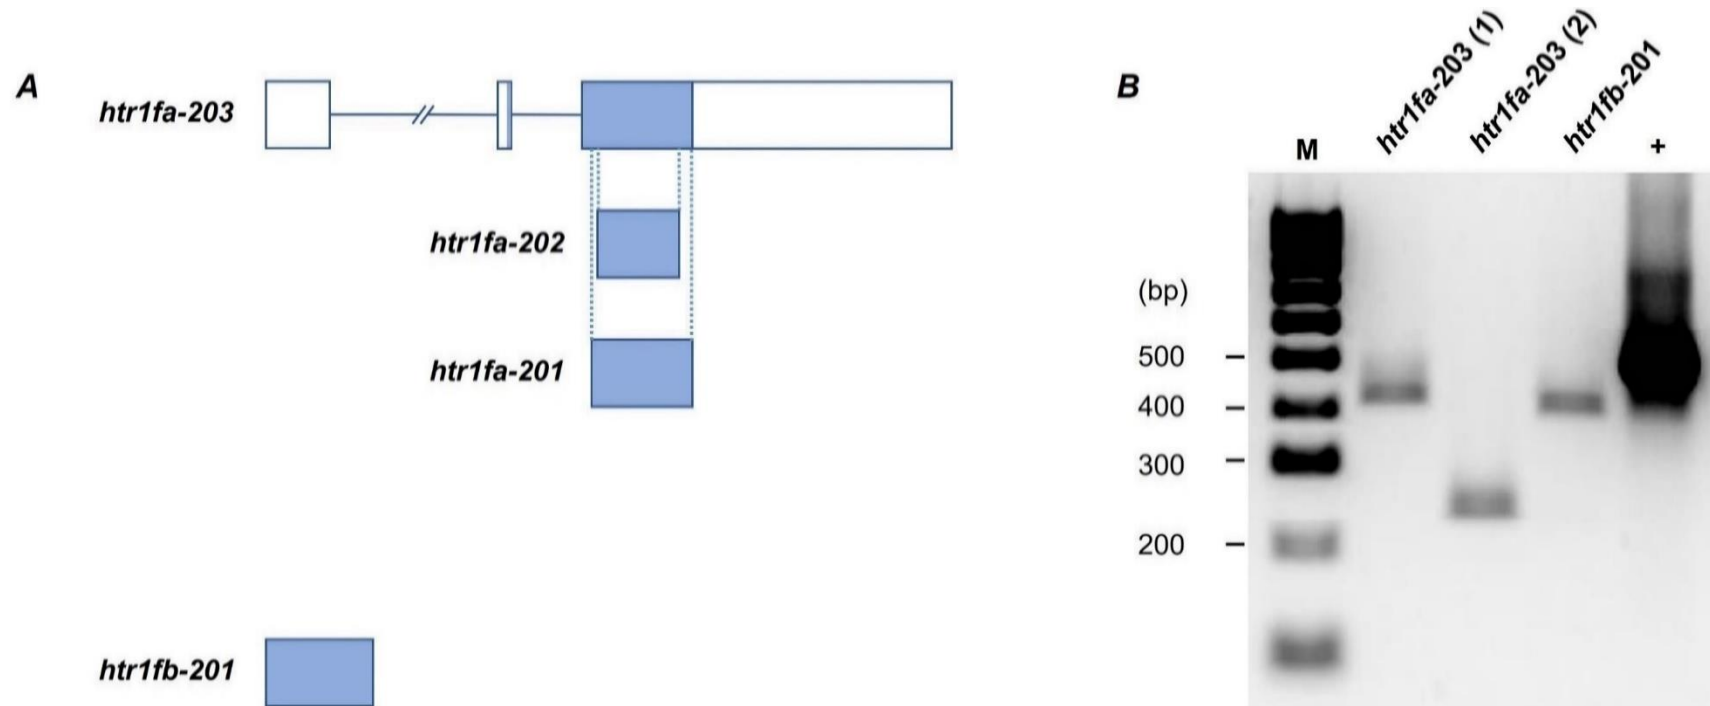 A
htr1fa-203
htr1fa-202
htr1fa-201
htr1fb-201
B
M
htr1fa-203 (1)
htr1fa-203 (2)
htr1fb-201
+
(bp)
500
400
300
200